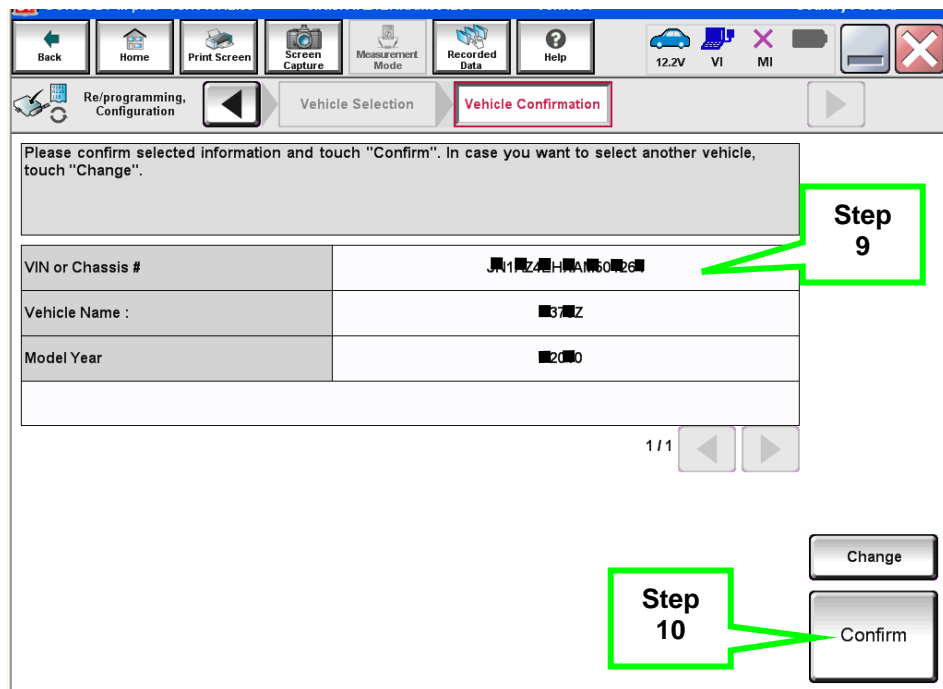 Back
Home
Print Screen
Screen
Capture
Measurement
Mode
Recorded
Data
Help
12.2V
VI
MI
Re/programming,
Configuration
Vehicle Selection
Vehicle Confirmation
Please confirm selected information and touch "Confirm". In case you want to select another vehicle,
touch "Change".
Step
9
VIN or Chassis #
Vehicle Name :
Model Year
1/1
Change
Step
10
Confirm